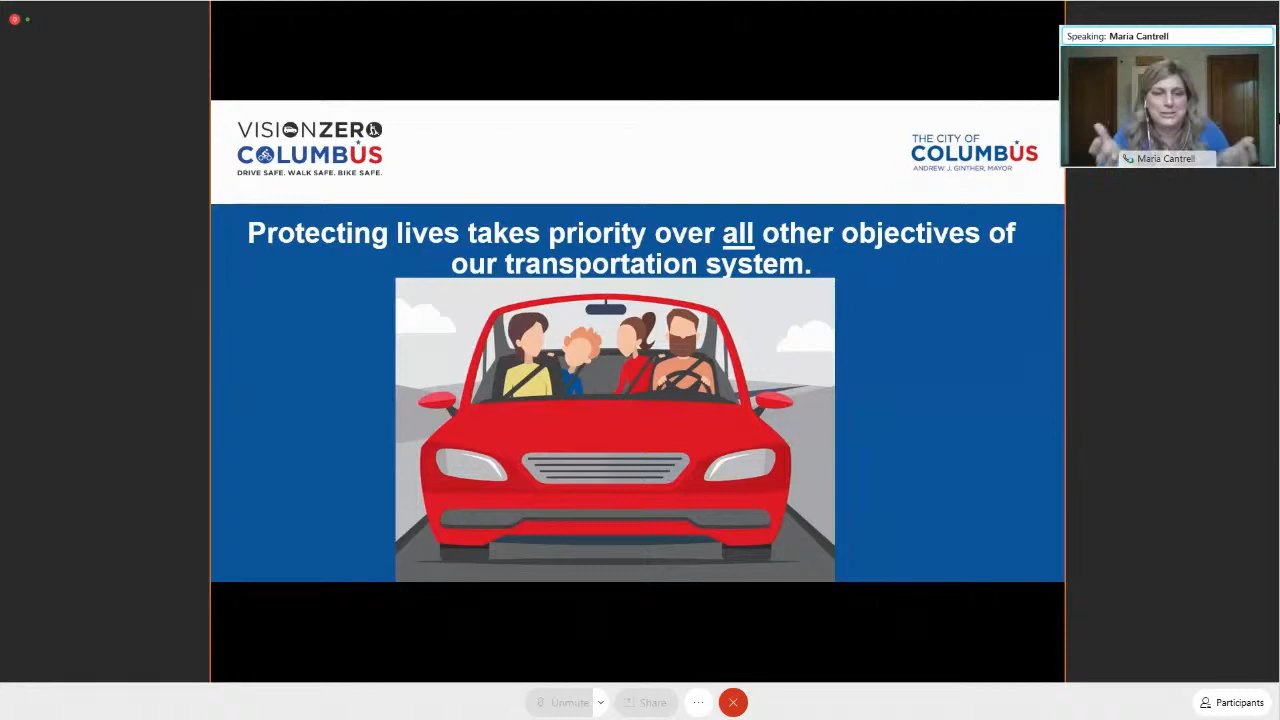 Speaking: Maria Cantrell
Maria Cantrell
VISIONZERO
COLUMBUS
DRIVE SAFE. WALK SAFE. BIKE SAFE.
THE CITY OF
COLUMBUS
ANDREW J. GINTHER, MAYOR
Protecting lives takes priority over all other objectives of
our transportation system.
Unmute
Share
Participants